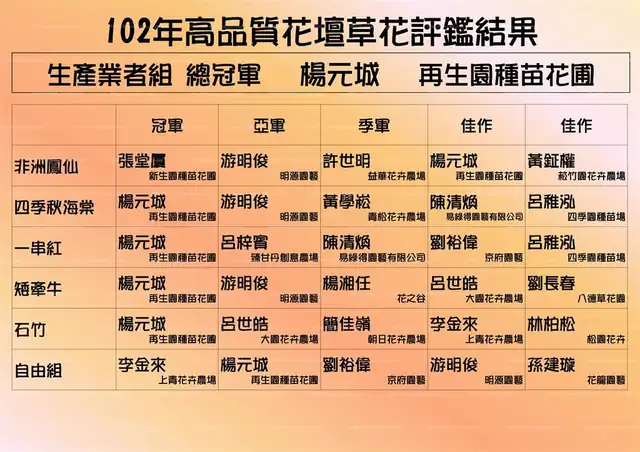 102年高品質花壇草花評鑑結果
生產業者組 總冠軍 楊元城 再生園種苗花圃
冠軍 亞軍 季軍 佳作 佳作
非洲鳳仙 張堂廣 游明俊 許世明 楊元城 黃鉦權
新生園種苗花圃 明源園藝 益華花卉農場 再生園種苗花圃 菘竹園花卉農場
四季秋海棠 楊元城 游明俊 黃學崧 陳清煥 呂稚泓
再生園種苗花圃 明源園藝 青松花卉農場 易綠得園藝有限公司 四季園種苗場
一串紅 楊元城 呂梓賓 陳清煥 劉裕偉 呂稚泓
再生園種苗花圃 臻甘丹創意農場 易綠得園藝有限公司 京府園藝 四季園種苗場
矮牽牛 楊元城 游明俊 楊湘任 呂世皓 劉長春
再生園種苗花圃 明源園藝 花之谷 大園花卉農場 八德草花園
石竹 楊元城 呂世皓 簡佳嶺 李金來 林柏松
再生園種苗花圃 大園花卉農場 朝日花卉農場 上青花卉農場 松園花卉
自由組 李金來 楊元城 劉裕偉 游明俊 孫建璇
上青花卉農場 再生園種苗花圃 京府園藝 明源園藝 花龍園藝